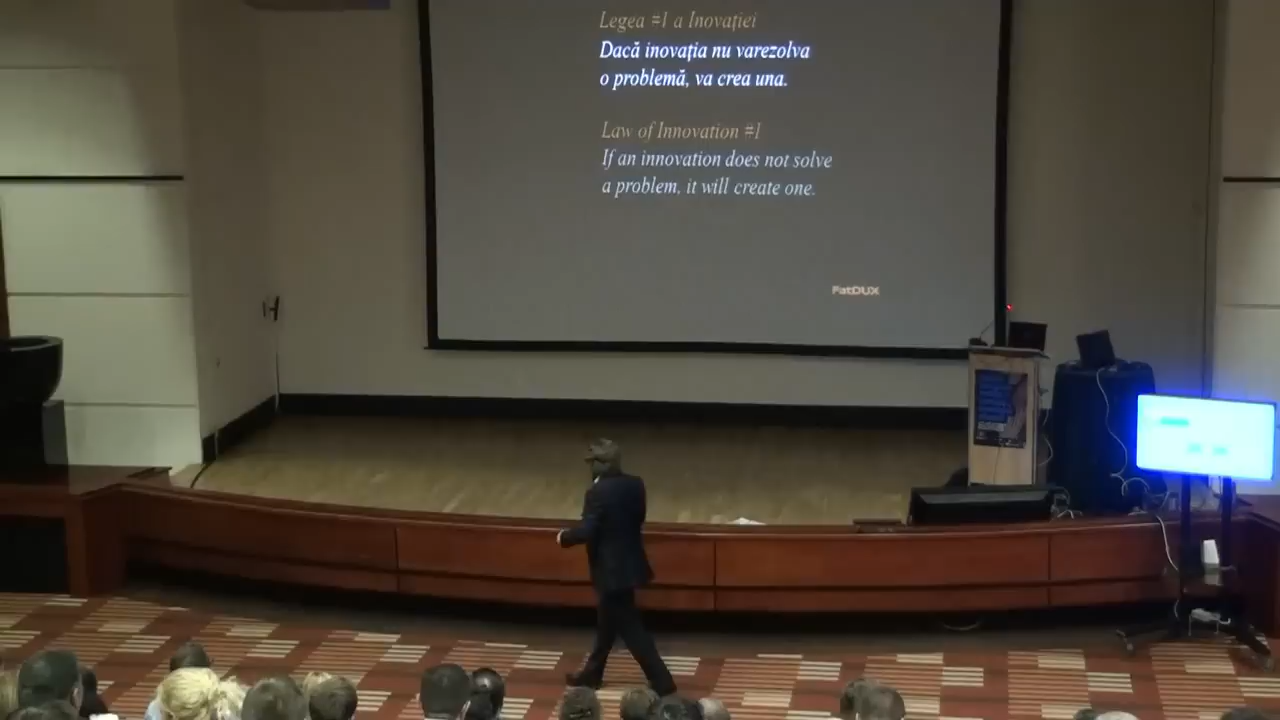 Legea #1 a Inovației
Dacă inovația nu varezolva
o problemă, va crea una.
Law of Innovation #1
If an innovation does not solve
a problem, it will create one.
FatDUX